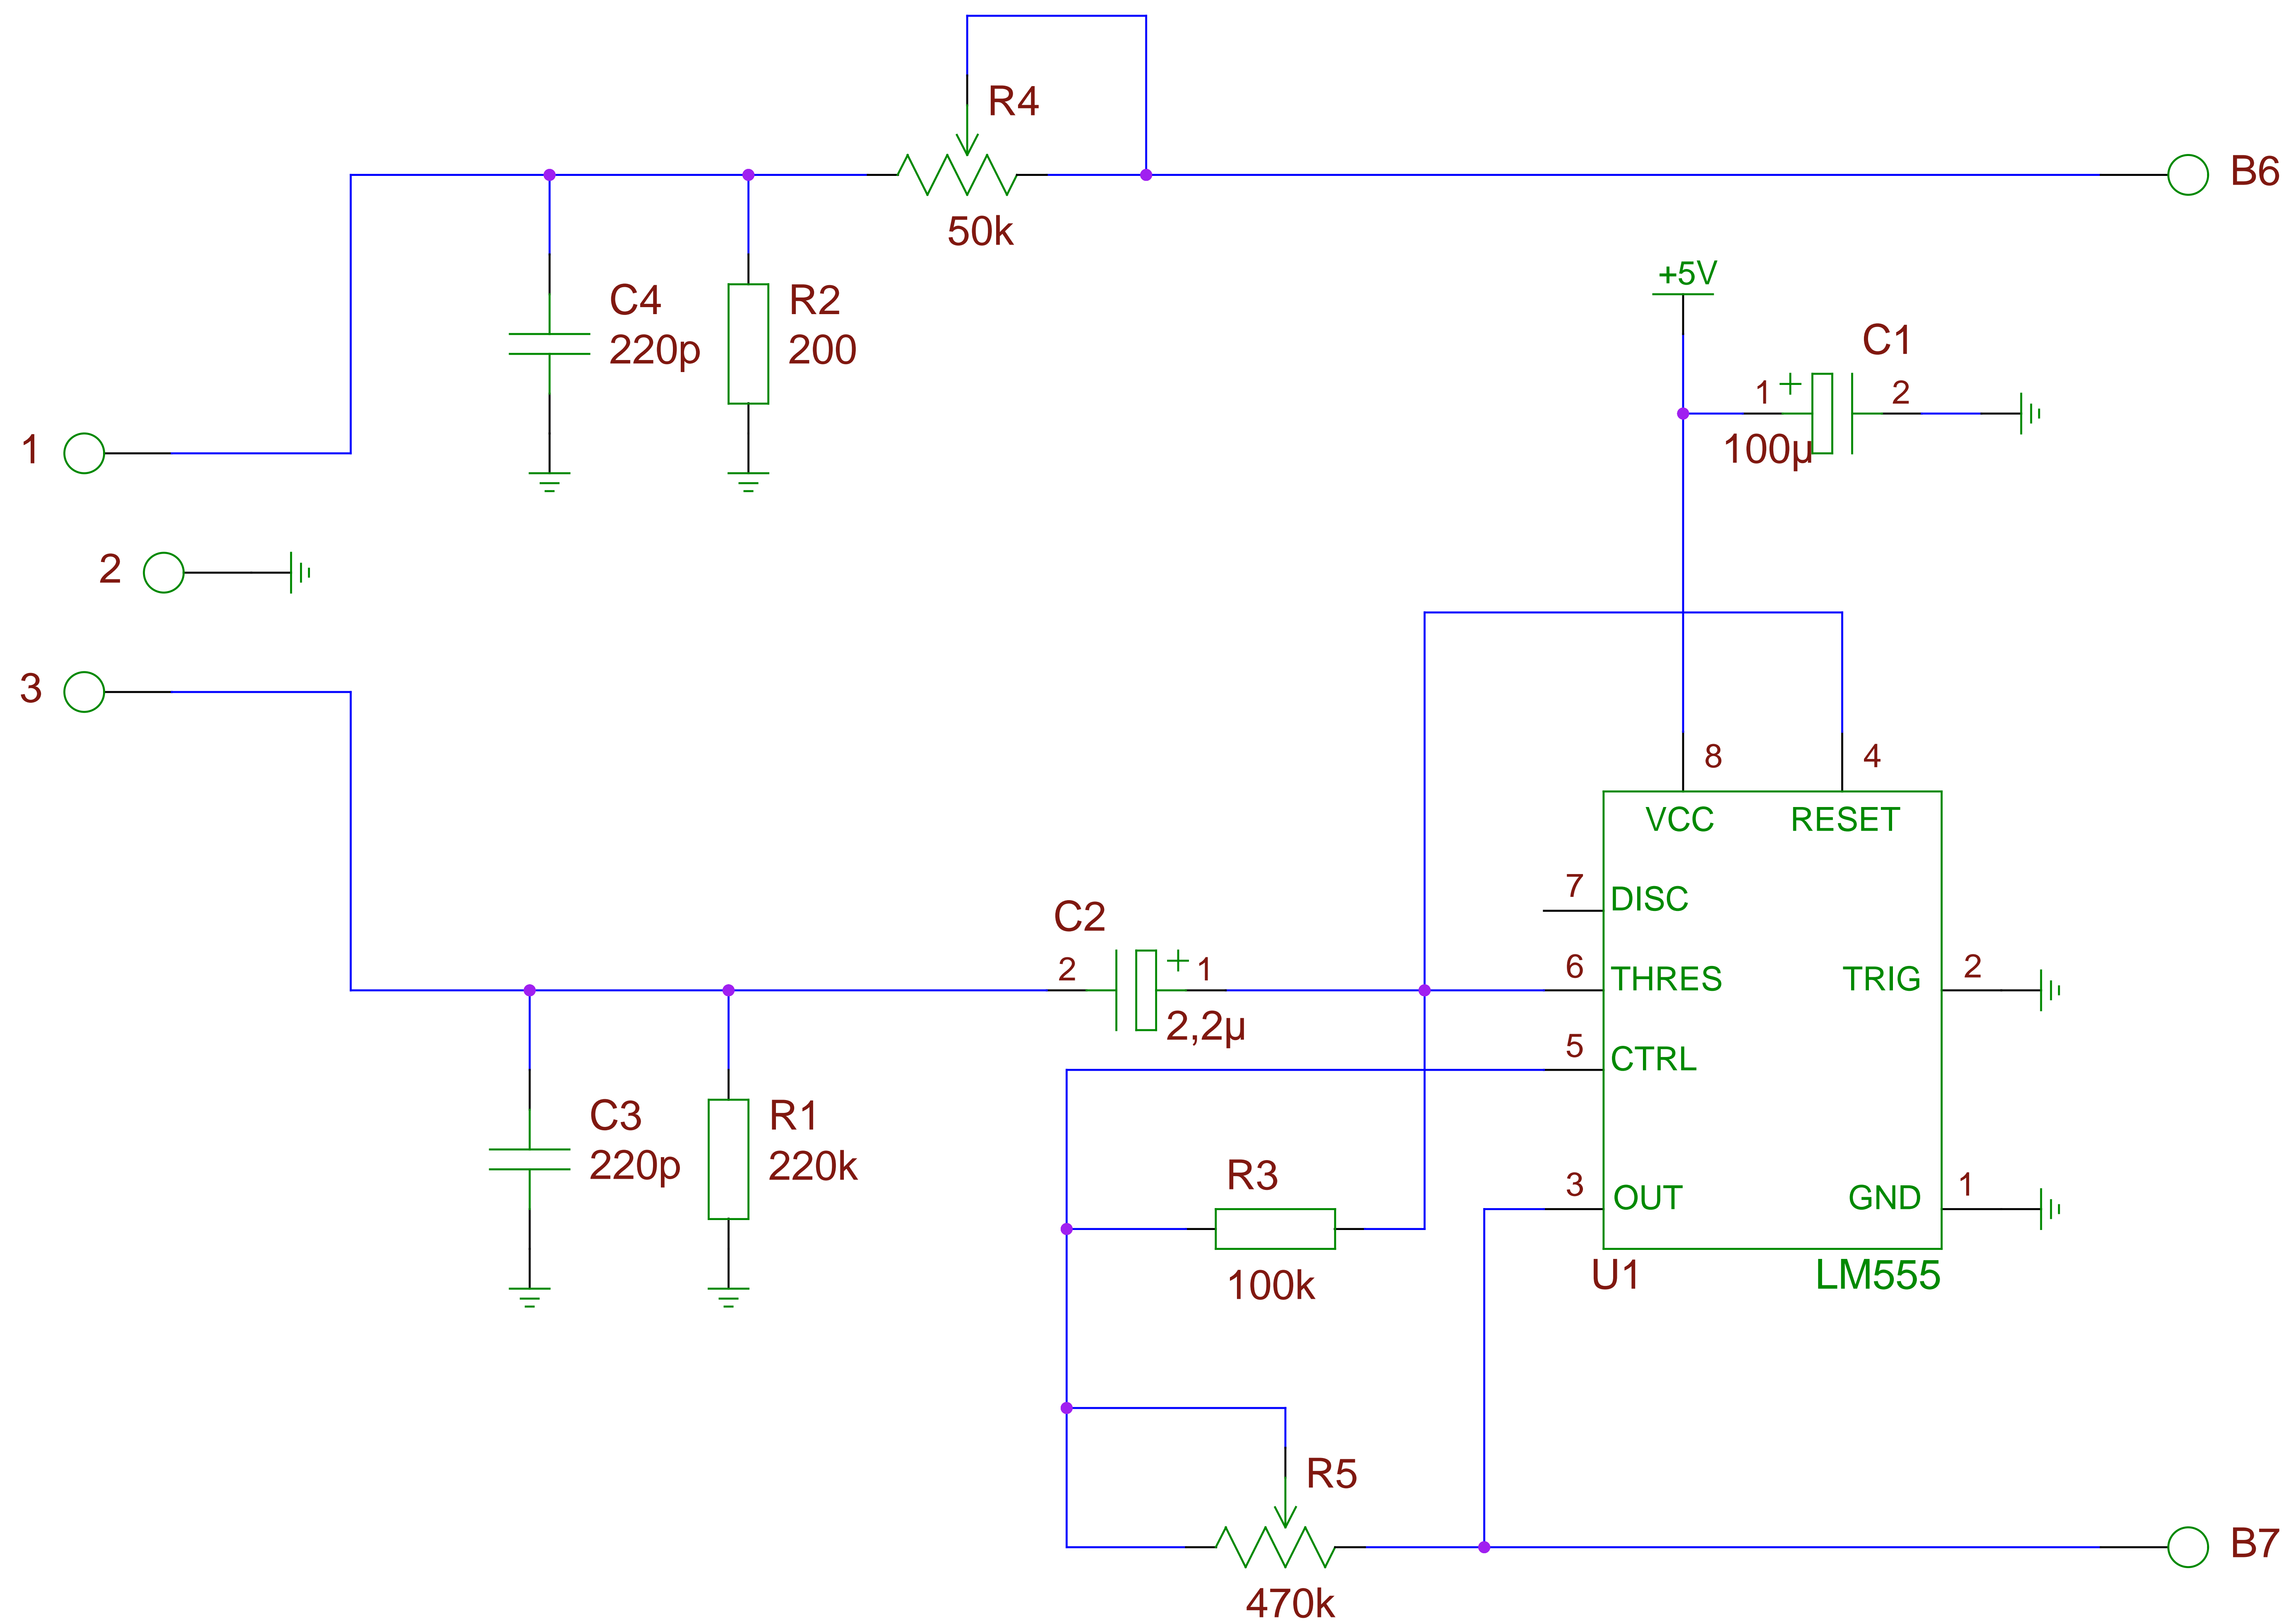 R4
50k
B6
C4
220p
R2
200
+5V
C1
1
2
100µ
1
2
3
8
4
VCC
RESET
7
DISC
C2
2
1
2,2µ
6
THRES
TRIG
2
5
CTRL
C3
220p
R1
220k
R3
100k
3
OUT
GND
1
U1
LM555
R5
470k
B7